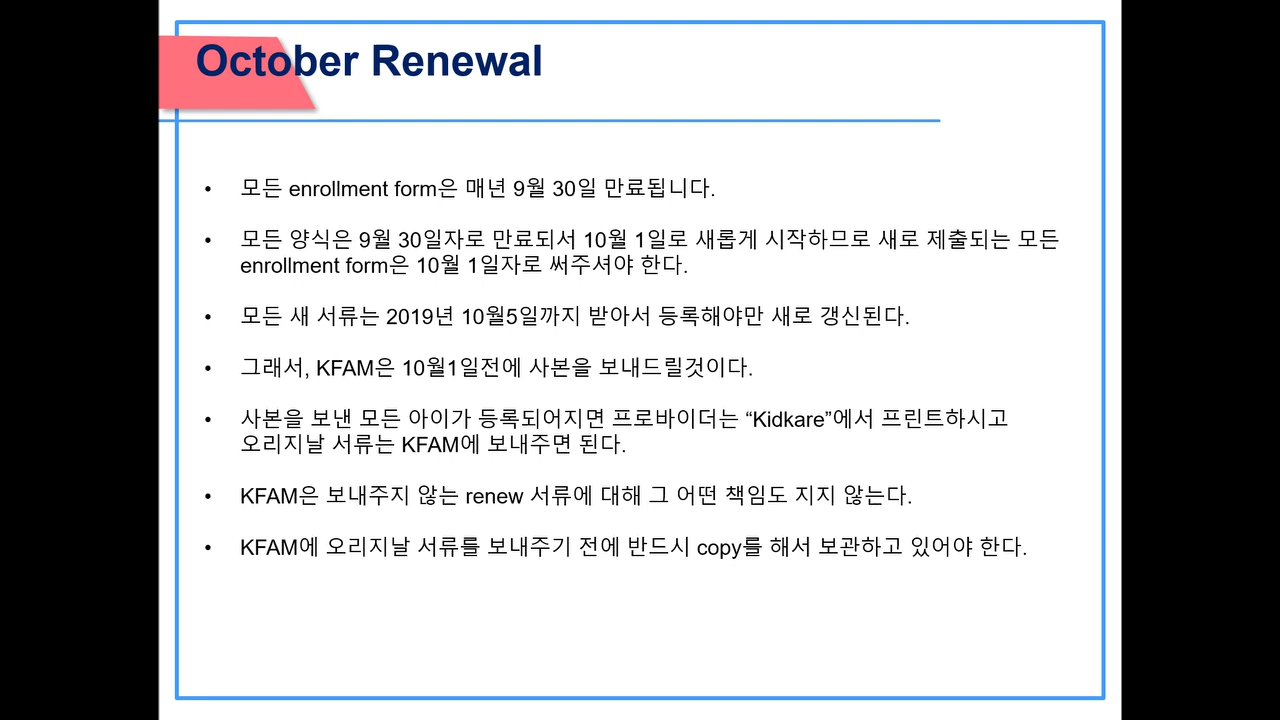 October Renewal
• 모든 enrollment form은 매년 9월 30일 만료됩니다.
• 모든 양식은 9월 30일자로 만료되서 10월 1일로 새롭게 시작하므로 새로 제출되는 모든
enrollment form은 10월 1일자로 써주셔야 한다.
• 모든 새 서류는 2019년 10월5일까지 받아서 등록해야만 새로 갱신된다.
• 그래서, KFAM은 10월1일전에 사본을 보내드릴것이다.
• 사본을 보낸 모든 아이가 등록되어지면 프로바이더는 “Kidkare”에서 프린트하시고
오리지날 서류는 KFAM에 보내주면 된다.
• KFAM은 보내주지 않는 renew 서류에 대해 그 어떤 책임도 지지 않는다.
• KFAM에 오리지날 서류를 보내주기 전에 반드시 copy를 해서 보관하고 있어야 한다.